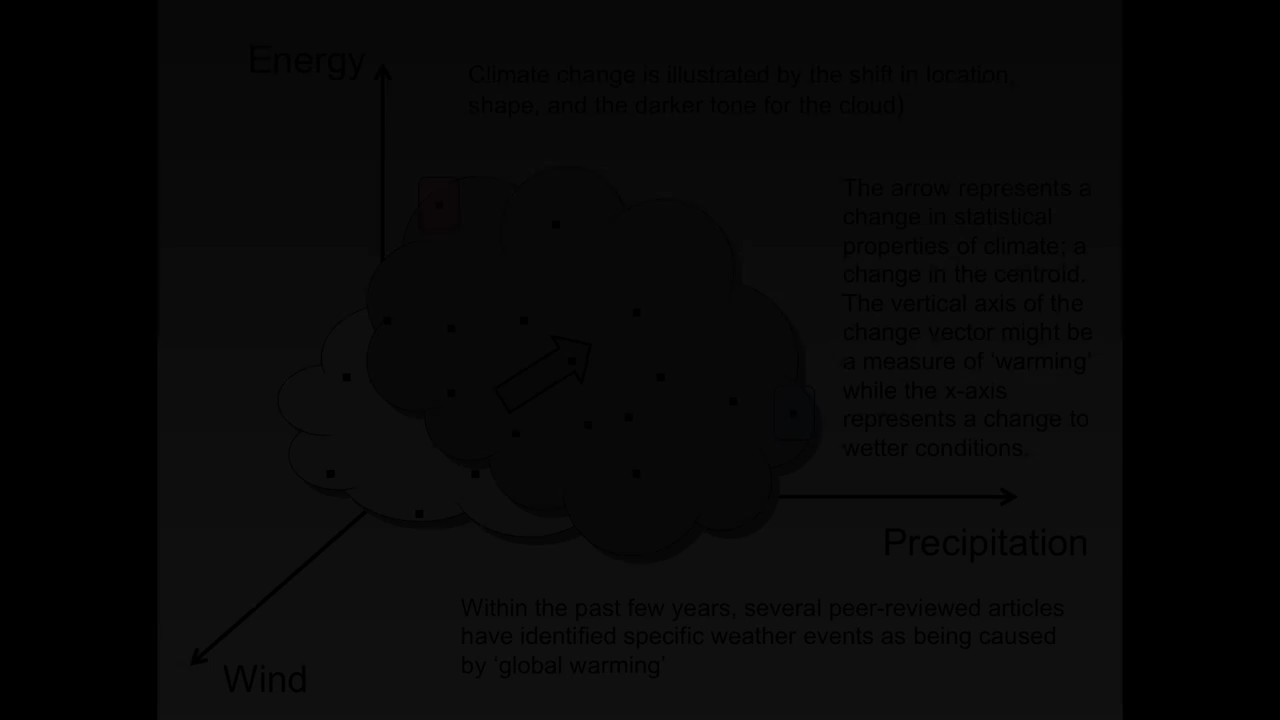 Energy
Climate change is illustrated by the shift in location,
shape, and the darker tone for the cloud)
The arrow represents a
change in statistical
properties of climate; a
change in the centroid.
The vertical axis of the
change vector might be
a measure of 'warming'
while the x-axis
represents a change to
wetter conditions.
Precipitation
Within the past few years, several peer-reviewed articles
have identified specific weather events as being caused
by 'global warming'
Wind